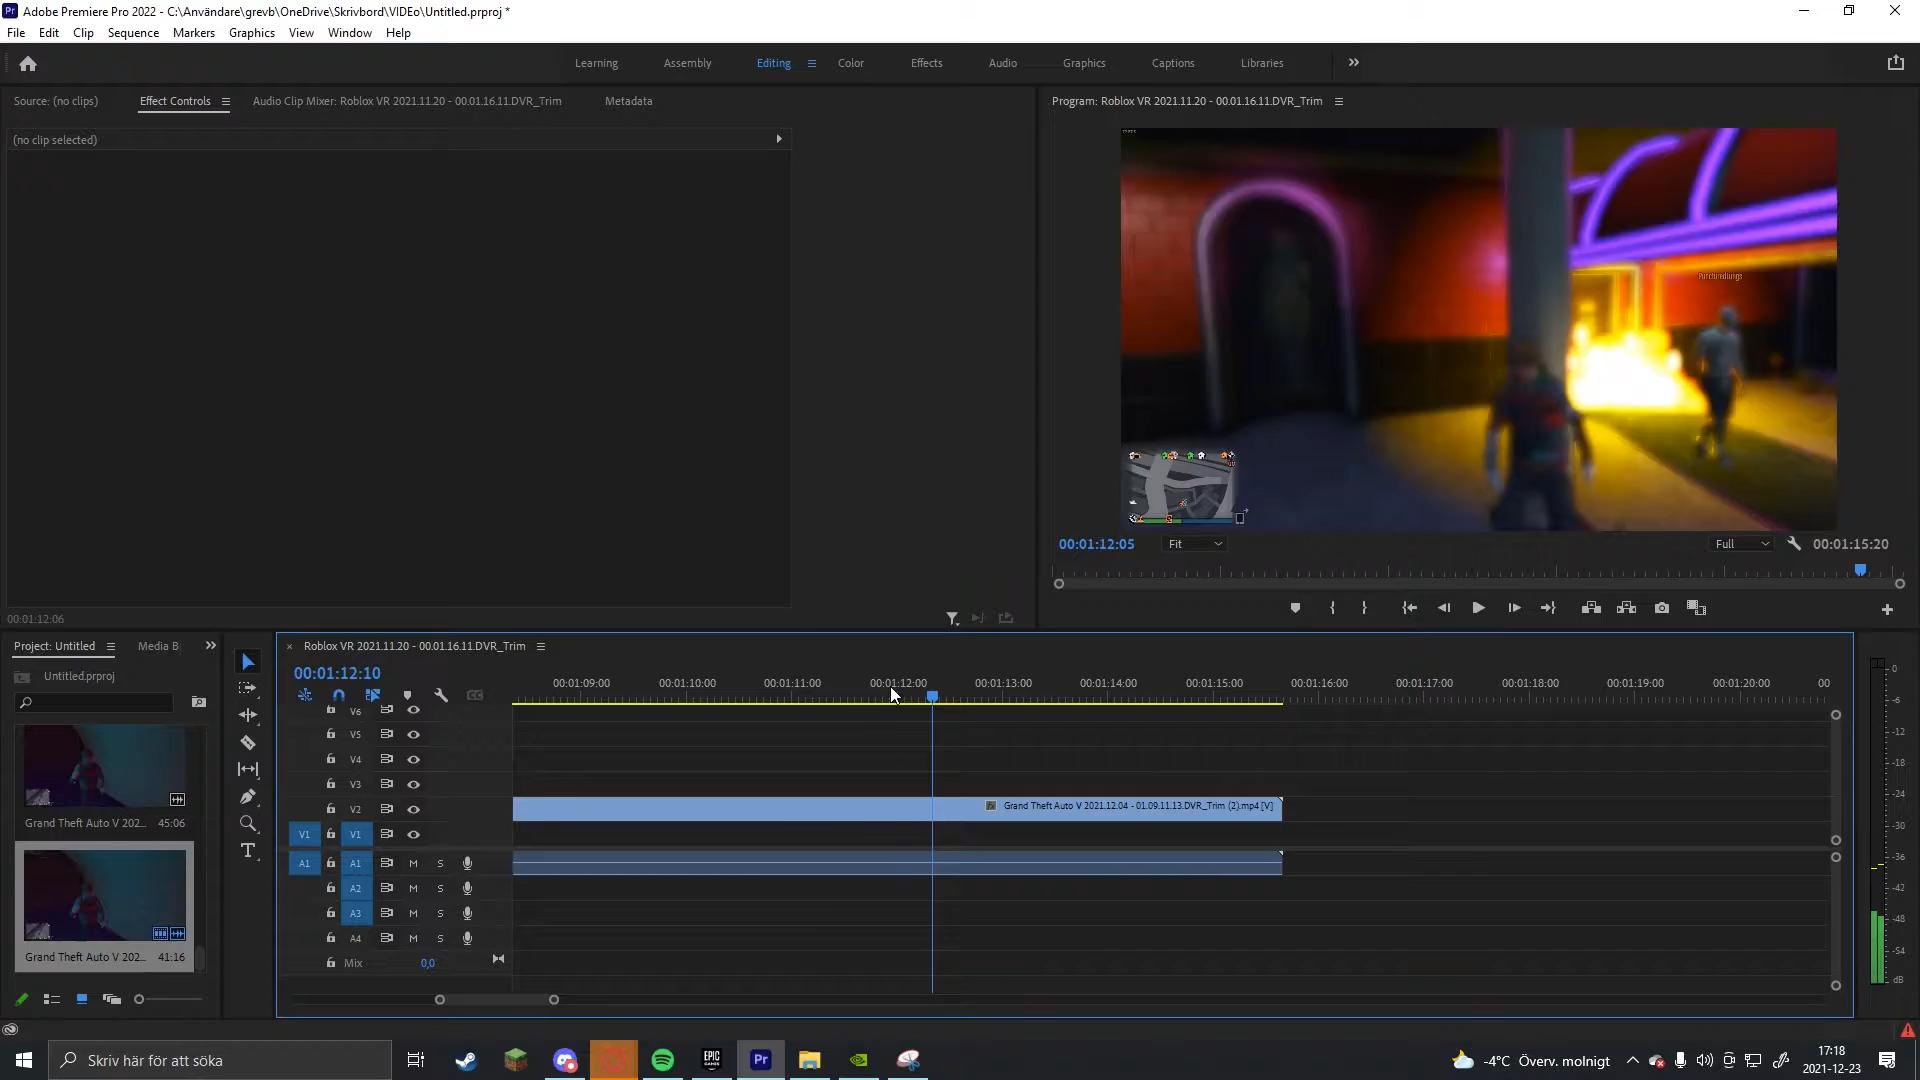 Adobe Premiere Pro 2022 - C:\Användare\grevb\OneDrive\Skrivbord\VIDEo\Untitled.prproj *
File Edit Clip Sequence Markers Graphics View Window Help
Learning Assembly Editing Color Effects Audio Graphics Captions Libraries
Source: (no clips) Effect Controls Audio Clip Mixer: Roblox VR 2021.11.20 - 00.01.16.11.DVR_Trim Metadata
Program: Roblox VR 2021.11.20 - 00.01.16.11.DVR_Trim
(no clip selected)
Puncturedlungs
00:01:12:05 Fit Full 00:01:15:20
00:01:12:06
Project: Untitled Media B
Untitled.prproj
Grand Theft Auto V 202... 45:06
Grand Theft Auto V 202... 41:16
Roblox VR 2021.11.20 - 00.01.16.11.DVR_Trim
00:01:12:10
00:01:09:00 00:01:10:00 00:01:11:00 00:01:12:00 00:01:13:00 00:01:14:00 00:01:15:00 00:01:16:00 00:01:17:00 00:01:18:00 00:01:19:00 00:01:20:00 00
V6
V5
V4
V3
V2 Grand Theft Auto V 2021.12.04 - 01.09.11.13.DVR_Trim (2).mp4 [V]
V1 V1
A1 A1 M S
A2 M S
A3 M S
A4 M S
Mix 0,0
0
-6
-12
-18
-24
-30
-36
-42
-48
-54
dB
Skriv här för att söka
EPIC GAMES
Pr
-4°C Överv. molnigt
17:18
2021-12-23